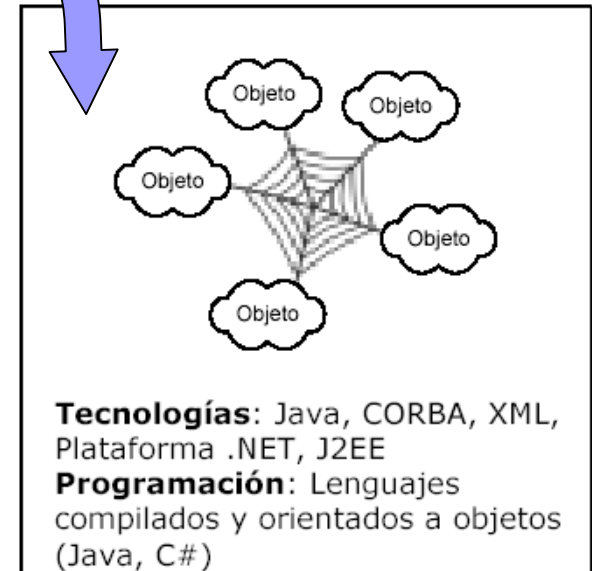 Objeto
Objeto
Objeto
Objeto
Objeto
Tecnologías: Java, CORBA, XML,
Plataforma .NET, J2EE
Programación: Lenguajes
compilados y orientados a objetos
(Java, C#)